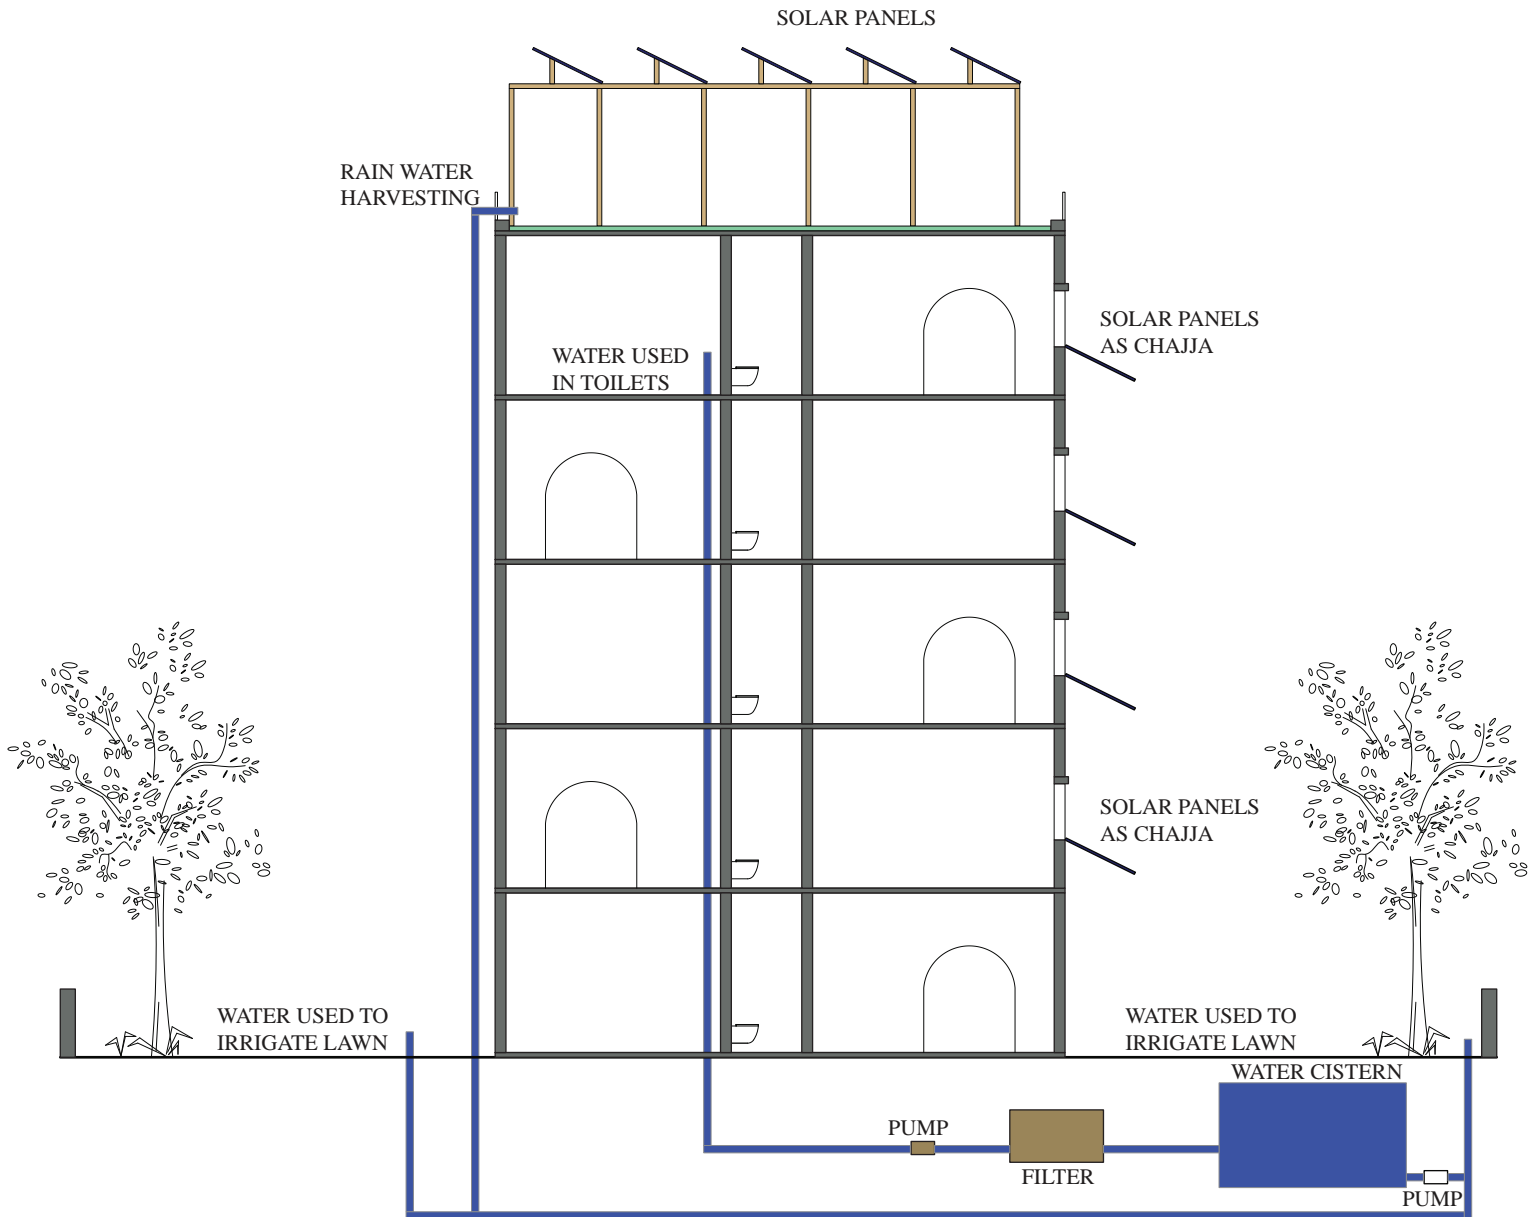 SOLAR PANELS
RAIN WATER
HARVESTING
SOLAR PANELS
AS CHAJJA
WATER USED
IN TOILETS
SOLAR PANELS
AS CHAJJA
WATER USED TO
IRRIGATE LAWN
WATER USED TO
IRRIGATE LAWN
WATER CISTERN
PUMP
FILTER
PUMP